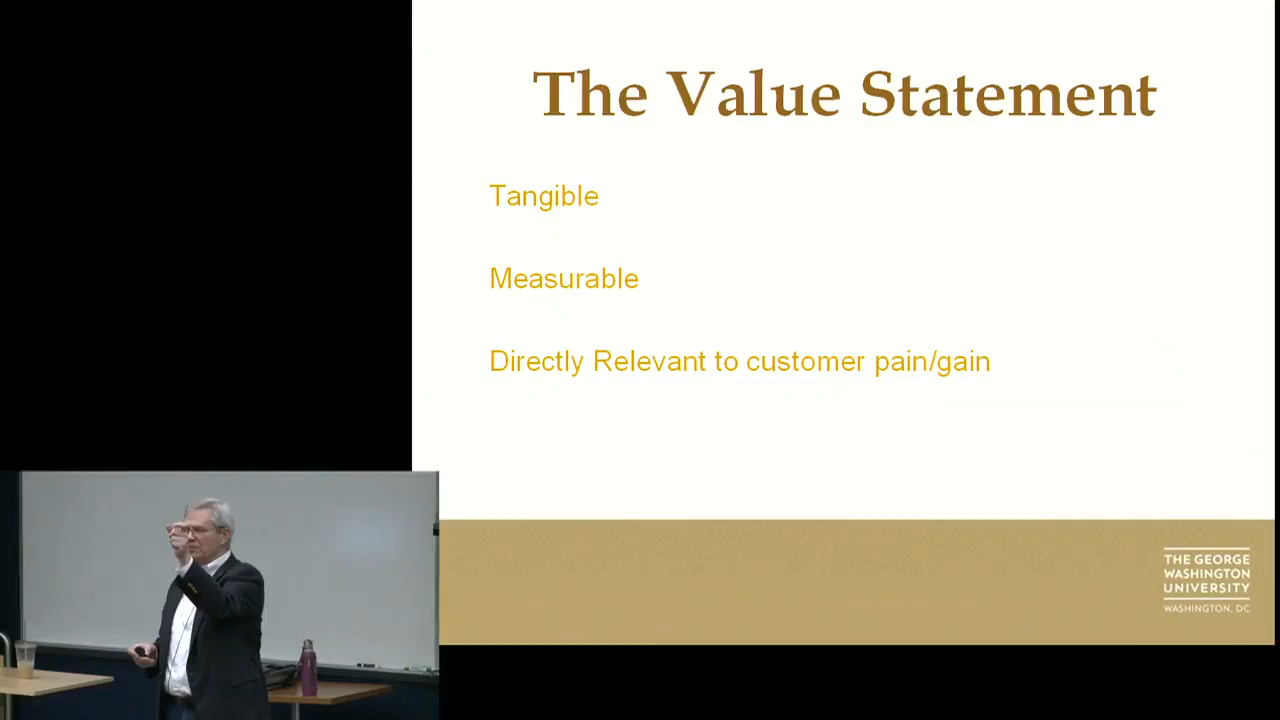 The Value Statement
Tangible
Measurable
Directly Relevant to customer pain/gain
THE GEORGE
WASHINGTON
UNIVERSITY
WASHINGTON, DC